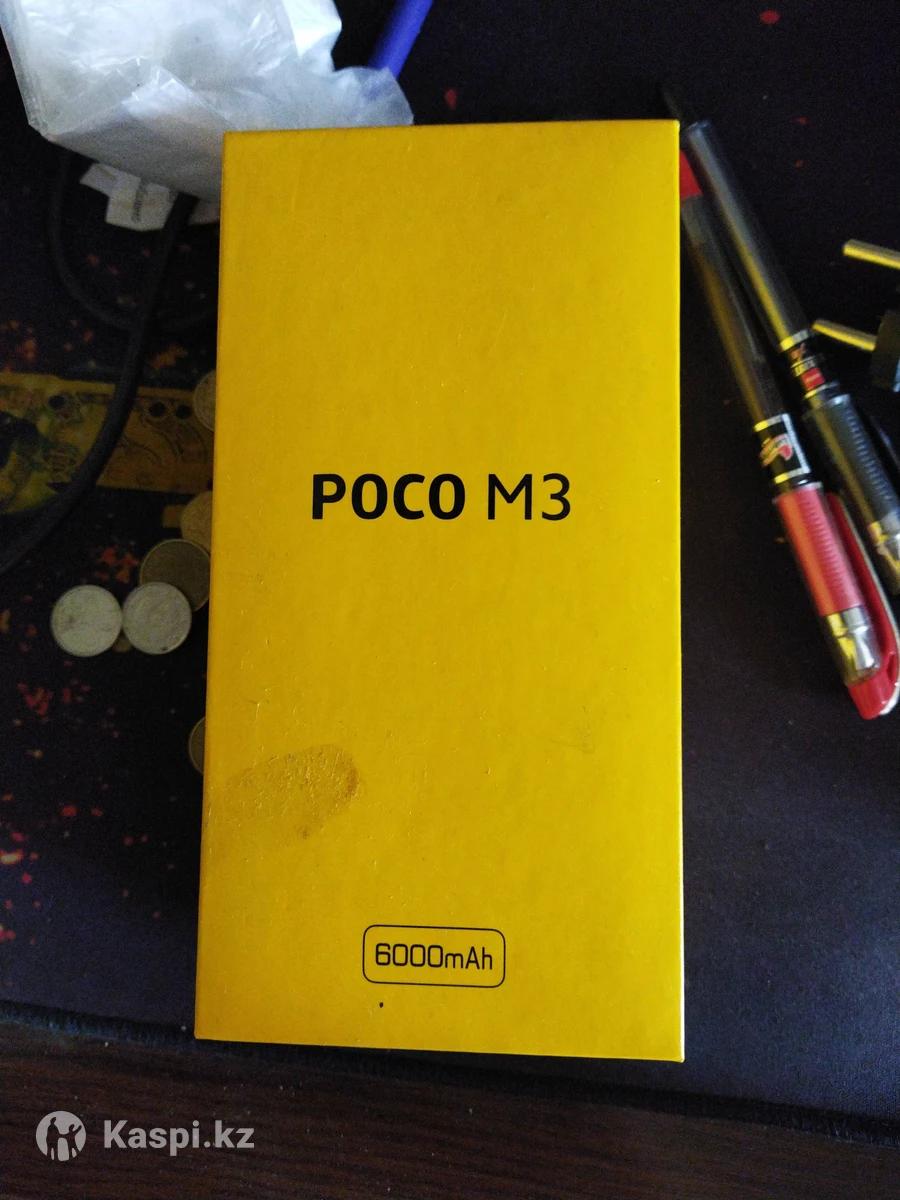 POCO M3
6000mAh
Kaspi.kz